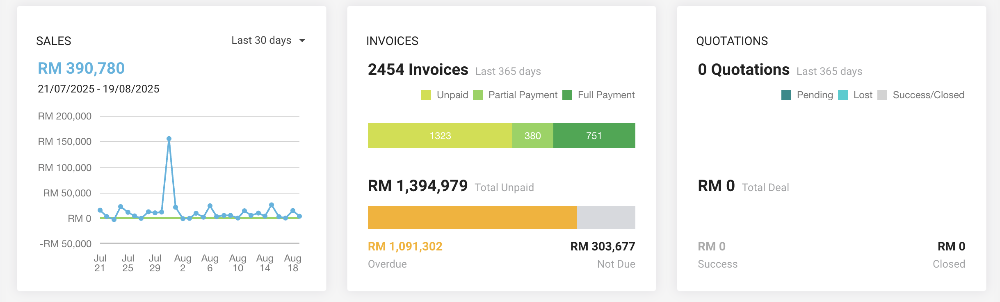 SALES
Last 30 days
RM 390,780
21/07/2025 - 19/08/2025
RM 200,000
RM 150,000
RM 100,000
RM 50,000
RM 0
-RM 50,000
Jul 21
Jul 25
Jul 29
Aug 2
Aug 6
Aug 10
Aug 14
Aug 18
INVOICES
2454 Invoices Last 365 days
Unpaid Partial Payment Full Payment
1323 380 751
RM 1,394,979 Total Unpaid
RM 1,091,302 RM 303,677
Overdue Not Due
QUOTATIONS
0 Quotations Last 365 days
Pending Lost Success/Closed
RM 0 Total Deal
RM 0 RM 0
Success Closed